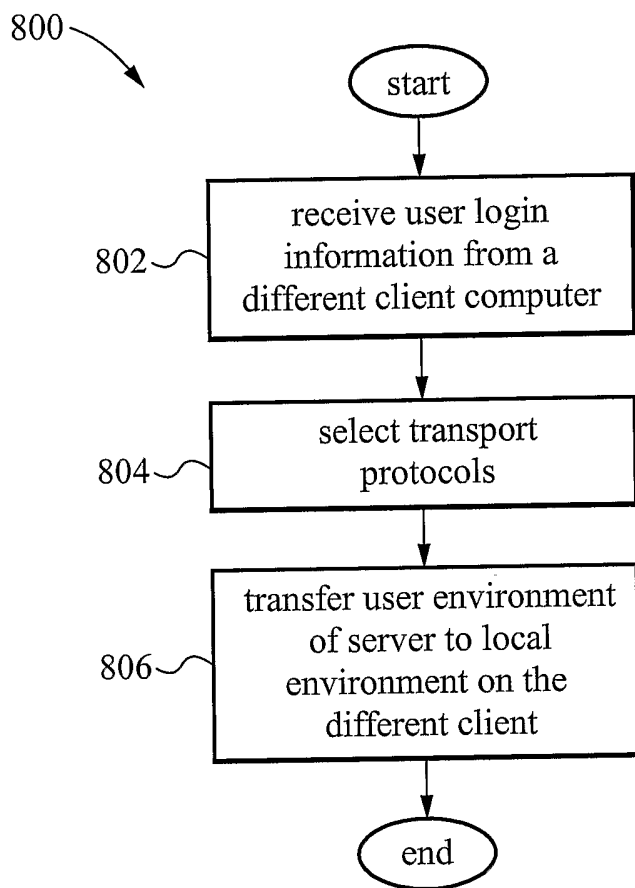 800
start
802
receive user login
information from a
different client computer
804
select transport
protocols
806
transfer user environment
of server to local
environment on the
different client
end